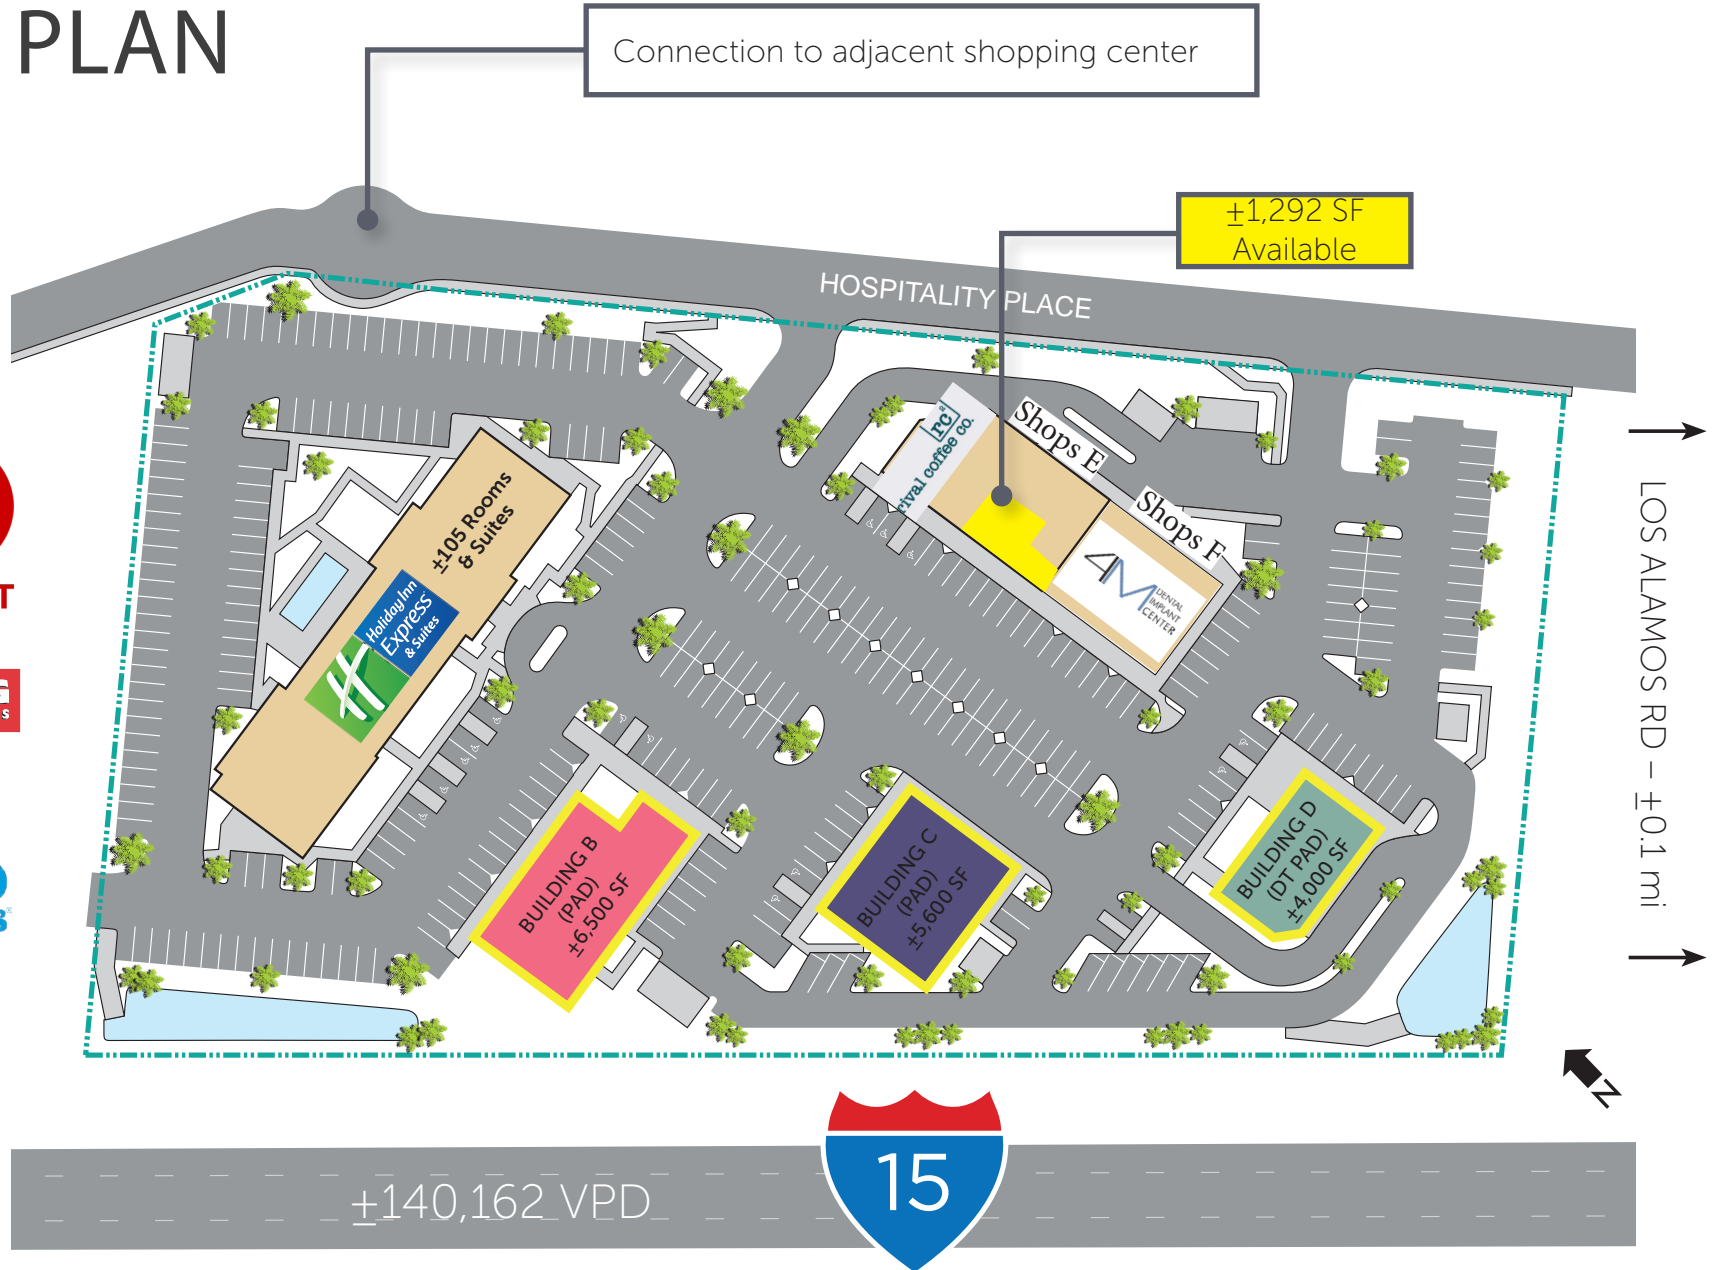 PLAN
Connection to adjacent shopping center
±1,292 SF
Available
HOSPITALITY PLACE
[rc²]
rival coffee co.
Shops E
Shops F
4M
DENTAL
IMPLANT
CENTER
±105 Rooms
& Suites
Holiday Inn
Express
& Suites
LOS ALAMOS RD – ±0.1 mi
BUILDING B
(PAD)
±6,500 SF
BUILDING C
(PAD)
±5,600 SF
BUILDING D
(DT PAD)
±4,000 SF
N
15
±140,162 VPD